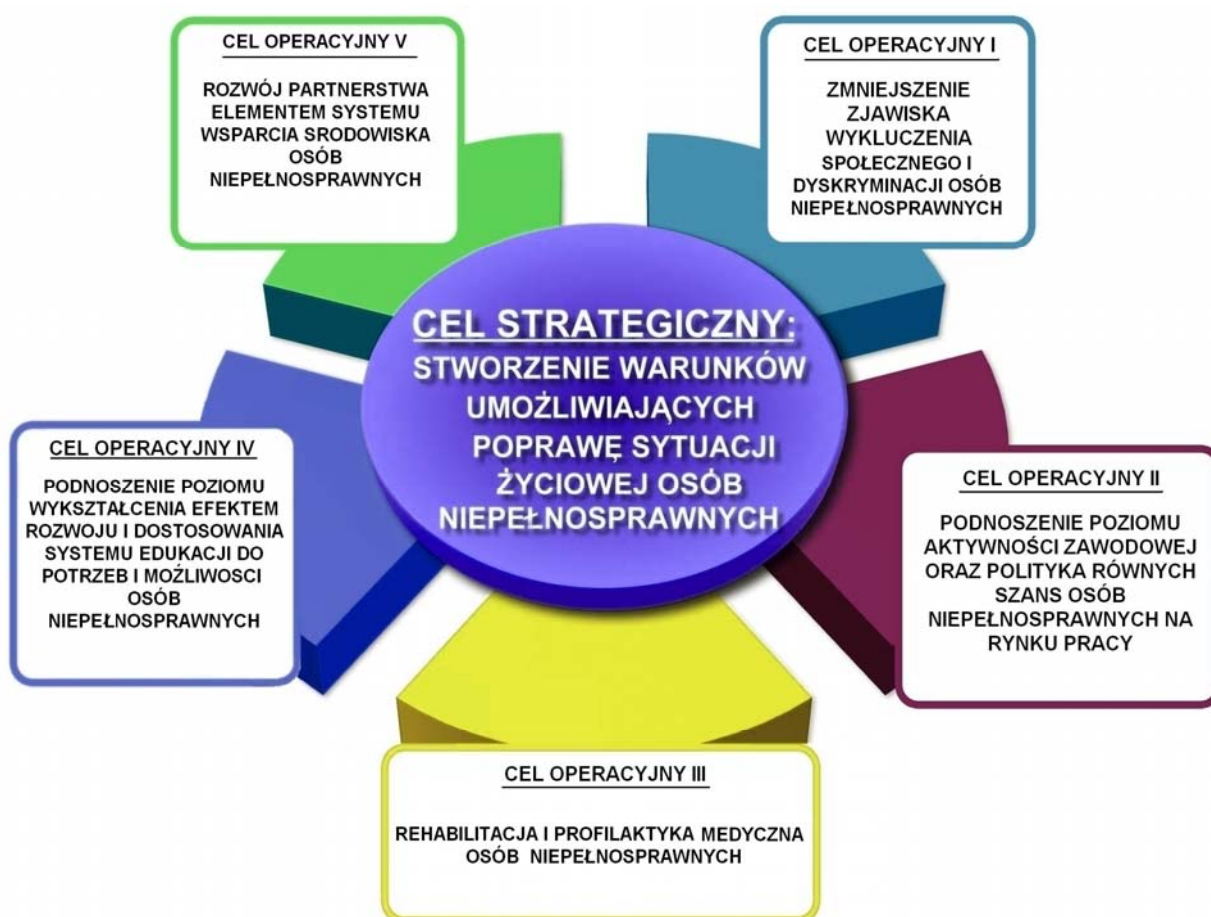 CEL OPERACYJNY V
ROZWÓJ PARTNERSTWA
ELEMENTEM SYSTEMU
WSPARCIA SRODOWISKA
OSÓB
NIEPEŁNOSPRAWNYCH
CEL OPERACYJNY I
ZMNIEJSZENIE
ZJAWISKA
WYKLUCZENIA
SPOŁECZNEGO I
DYSKRYMINACJI OSÓB
NIEPEŁNOSPRAWNYCH
CEL STRATEGICZNY:
STWORZENIE WARUNKÓW
UMOŻLIWIAJĄCYCH
POPRAWĘ SYTUACJI
ŻYCIOWEJ OSÓB
NIEPEŁNOSPRAWNYCH
CEL OPERACYJNY IV
PODNOSZENIE POZIOMU
WYKSZTAŁCENIA EFEKTEM
ROZWOJU I DOSTOSOWANIA
SYSTEMU EDUKACJI DO
POTRZEB I MOŻLIWOSCI
OSÓB
NIEPEŁNOSPRAWNYCH
CEL OPERACYJNY II
PODNOSZENIE POZIOMU
AKTYWNOŚCI ZAWODOWEJ
ORAZ POLITYKA RÓWNYCH
SZANS OSÓB
NIEPEŁNOSPRAWNYCH NA
RYNKU PRACY
CEL OPERACYJNY III
REHABILITACJA I PROFILAKTYKA MEDYCZNA
OSÓB NIEPEŁNOSPRAWNYCH